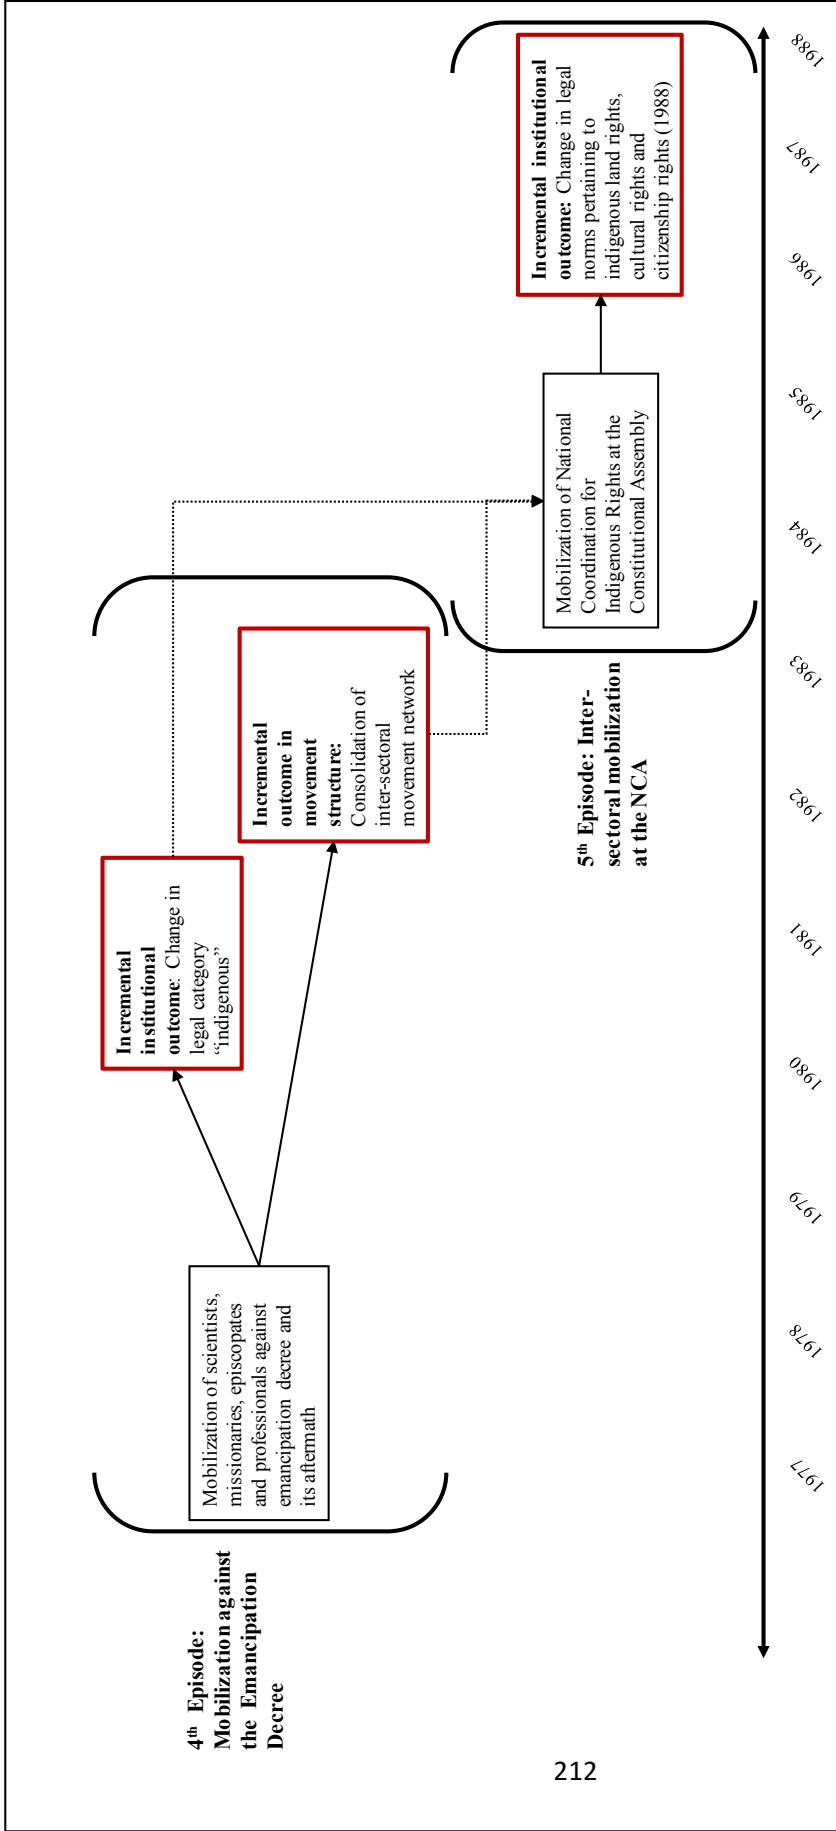 4th Episode:
Mobilization against
the Emancipation
Decree
Mobilization of scientists,
missionaries, episcopates
and professionals against
emancipation decree and
its aftermath
Incremental
institutional
outcome: Change in
legal category
“indigenous”
Incremental
outcome in
movement
structure:
Consolidation of
inter-sectoral
movement network
5th Episode: Inter-
sectoral mobilization
at the NCA
Mobilization of National
Coordination for
Indigenous Rights at the
Constitutional Assembly
Incremental institutional
outcome: Change in legal
norms pertaining to
indigenous land rights,
cultural rights and
citizenship rights (1988)
1977
1978
1979
1980
1981
1982
1983
1984
1985
1986
1987
1988
212